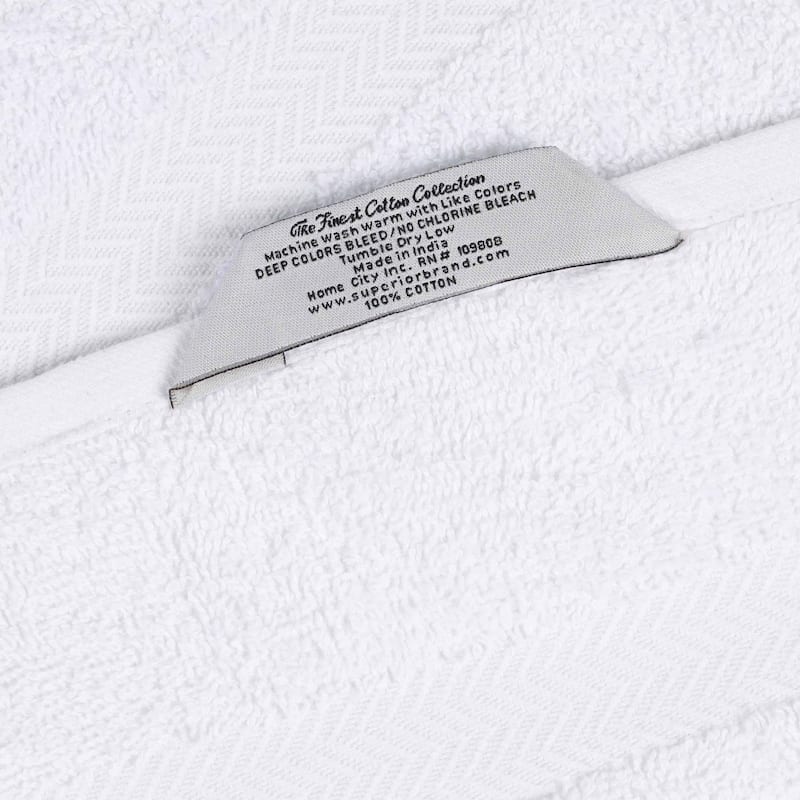 The Finest Cotton Collection
Machine Wash Warm with Like Colors
DEEP COLORS BLEED/NO CHLORINE BLEACH
Tumble Dry Low
Made in India
Home City Inc. RN# 109808
www.superiorbrand.com
100% COTTON